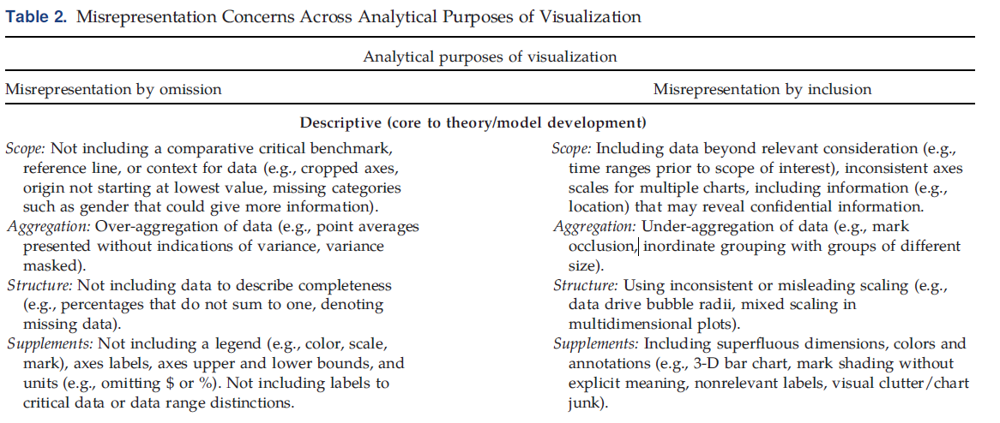 Table 2. Misrepresentation Concerns Across Analytical Purposes of Visualization
Analytical purposes of visualization
Misrepresentation by omission
Misrepresentation by inclusion
Descriptive (core to theory/model development)
Scope: Not including a comparative critical benchmark,
reference line, or context for data (e.g., cropped axes,
origin not starting at lowest value, missing categories
such as gender that could give more information).
Aggregation: Over-aggregation of data (e.g., point averages
presented without indications of variance, variance
masked).
Structure: Not including data to describe completeness
(e.g., percentages that do not sum to one, denoting
missing data).
Supplements: Not including a legend (e.g., color, scale,
mark), axes labels, axes upper and lower bounds, and
units (e.g., omitting $ or %). Not including labels to
critical data or data range distinctions.
Scope: Including data beyond relevant consideration (e.g.,
time ranges prior to scope of interest), inconsistent axes
scales for multiple charts, including information (e.g.,
location) that may reveal confidential information.
Aggregation: Under-aggregation of data (e.g., mark
occlusion, inordinate grouping with groups of different
size).
Structure: Using inconsistent or misleading scaling (e.g.,
data drive bubble radii, mixed scaling in
multidimensional plots).
Supplements: Including superfluous dimensions, colors and
annotations (e.g., 3-D bar chart, mark shading without
explicit meaning, nonrelevant labels, visual clutter/chart
junk).